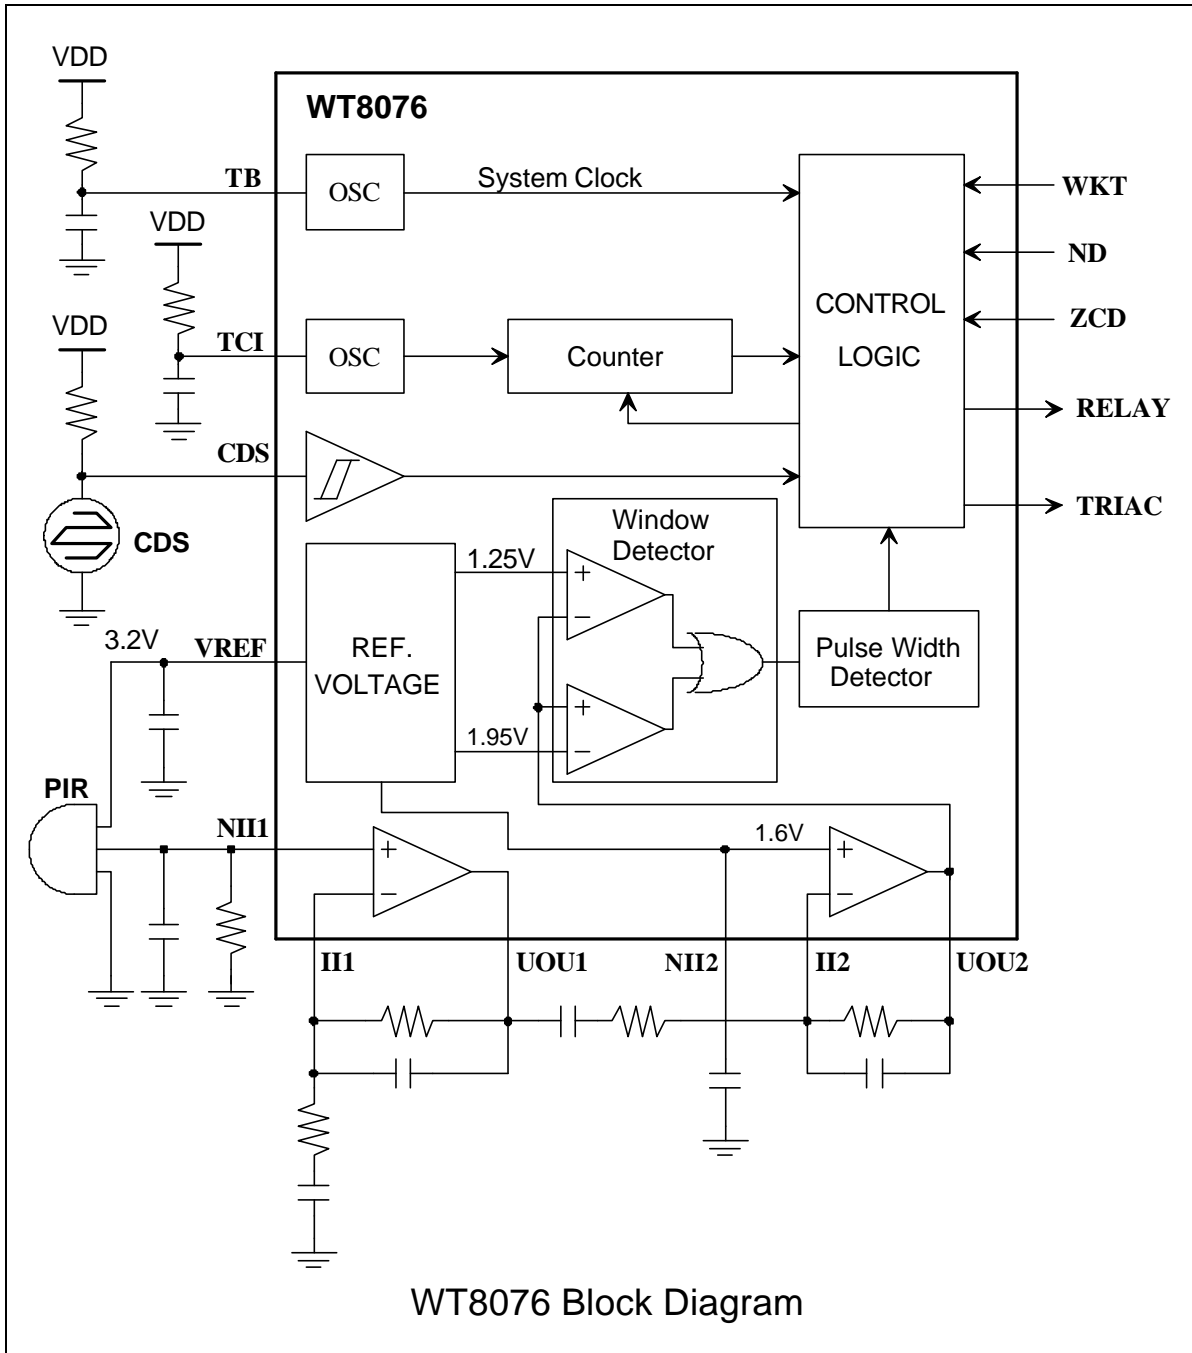 VDD
WT8076
TB
OSC
System Clock
WKT
VDD
ND
CONTROL
LOGIC
ZCD
VDD
TCI
OSC
Counter
RELAY
CDS
TRIAC
CDS
Window
Detector
1.25V
+
−
3.2V
VREF
REF.
VOLTAGE
Pulse Width
Detector
+
−
1.95V
PIR
NII1
+
−
1.6V
+
−
II1
UOU1
NII2
II2
UOU2
WT8076 Block Diagram